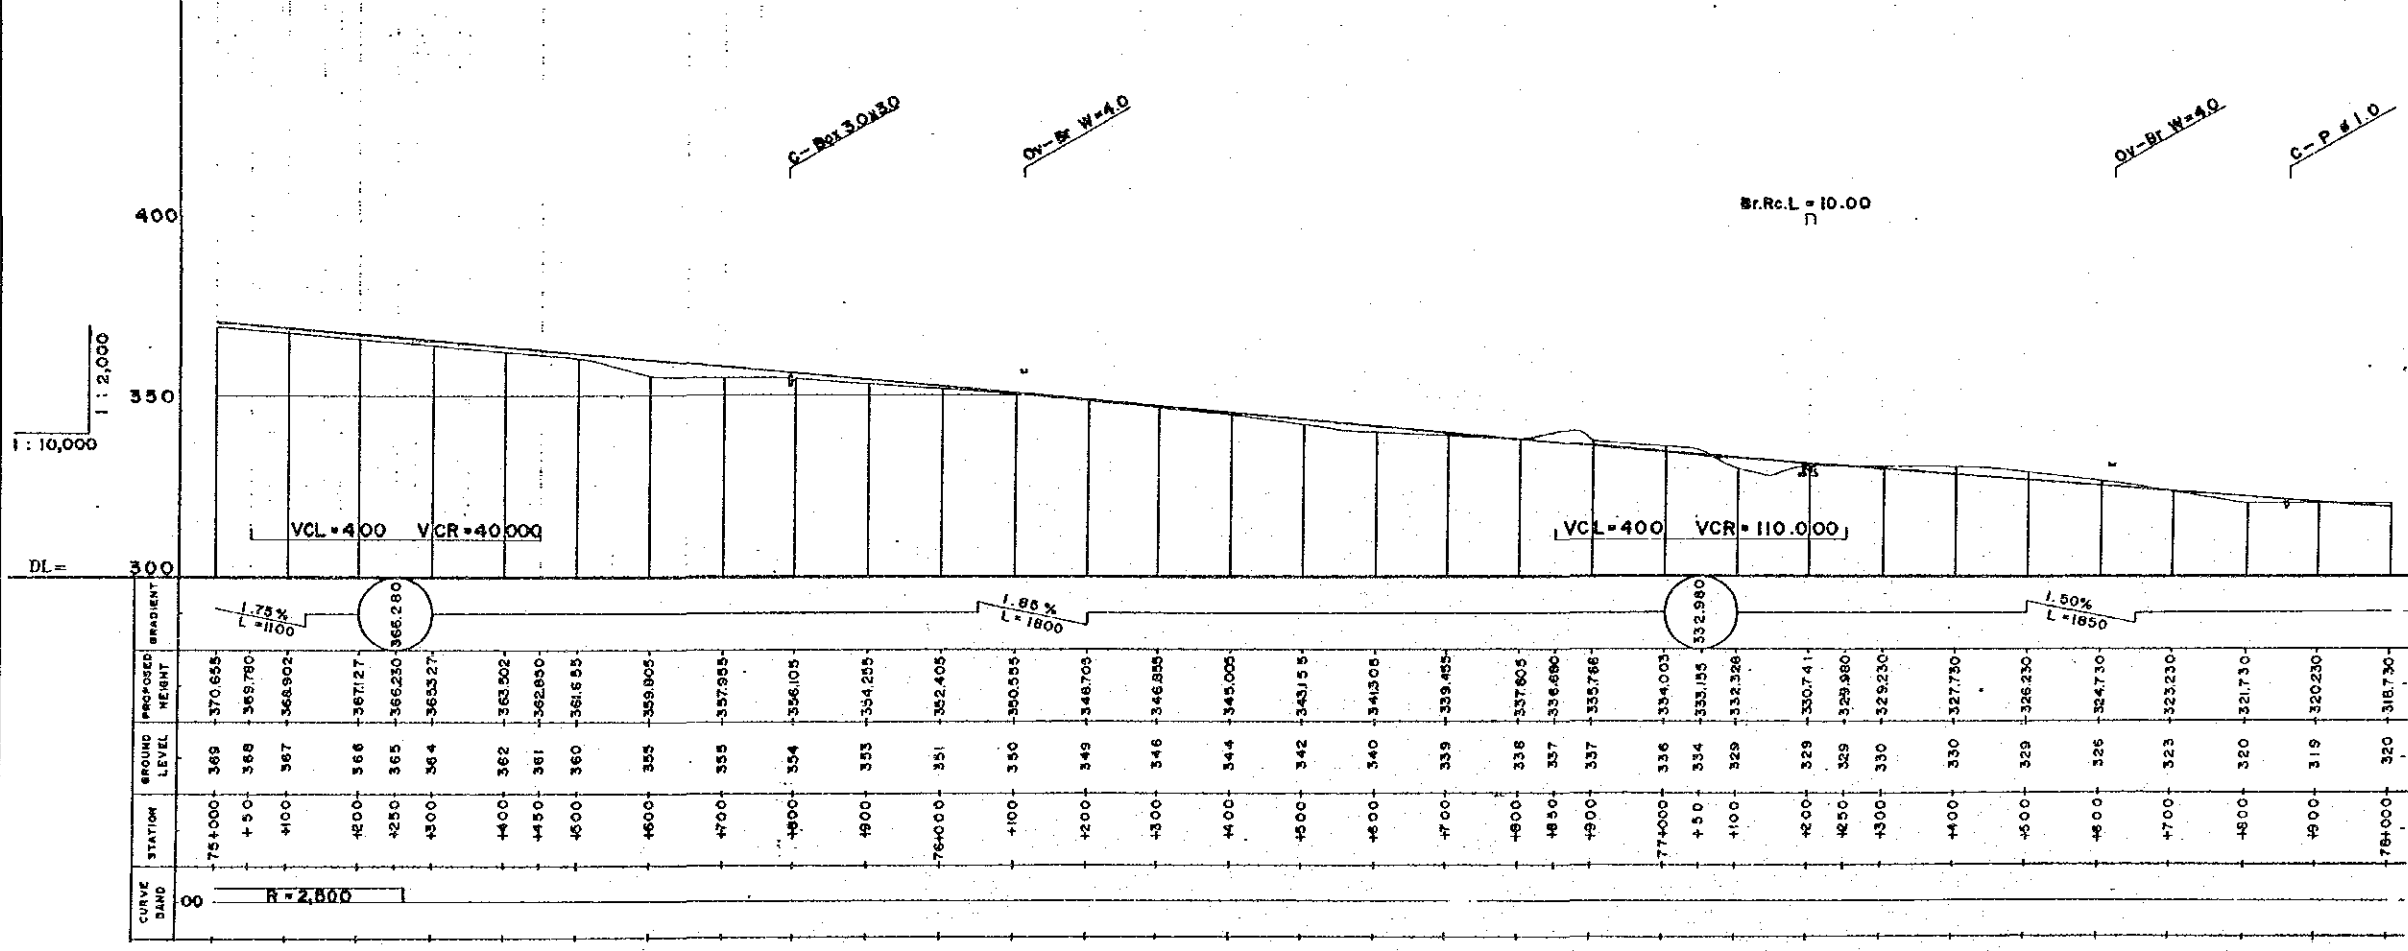 C-Box 3.0x3.0
Ov-Br W=4.0
Ov-Br W=4.0
C-P ø1.0
Br.Rc.L = 10.00
400
350
300
1 : 2,000
1 : 10,000
DL=
VCL=400 VCR=40.000
VCL=400 VCR=110.000
GRADIENT
1.75%
L=1100
366.280
1.85%
L=1800
332.980
1.50%
L=1850
PROPOSED HEIGHT
370.655 369.780 368.902 367.127 366.230 365.327 363.502 362.580 361.655 359.805 357.955 356.105 354.255 352.405 350.555 348.705 346.855 345.005 343.155 341.305 339.455 337.605 336.680 335.766 334.003 333.155 332.328 330.741 329.980 329.230 327.730 326.230 324.730 323.230 321.730 320.230 318.730
GROUND LEVEL
369 368 367 366 365 364 362 361 360 355 355 354 353 351 350 349 346 344 342 340 339 338 337 337 336 334 329 329 329 330 330 329 326 323 320 319 320
STATION
75+000 +50 +100 +200 +250 +300 +400 +450 +500 +600 +700 +800 +900 76+000 +100 +200 +300 +400 +500 +600 +700 +800 +850 +900 77+000 +50 +100 +200 +250 +300 +400 +500 +600 +700 +800 +900 78+000
CURVE BAND
00
R=2,500